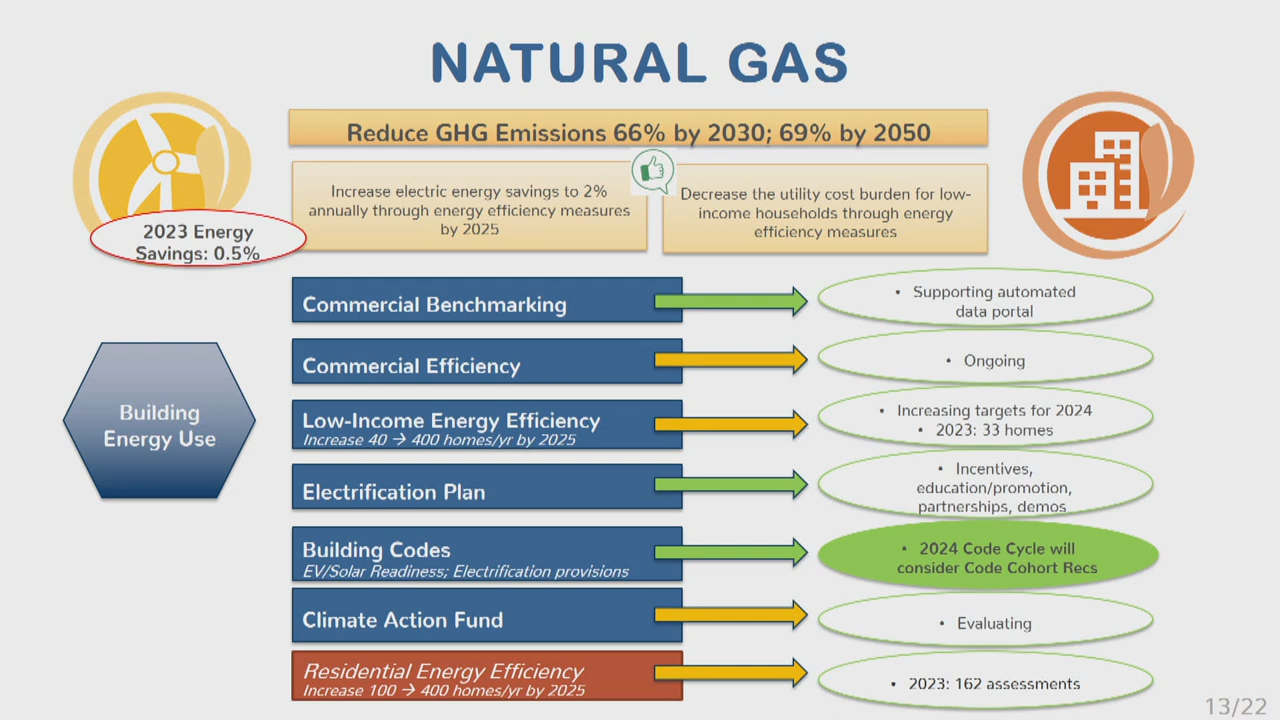 NATURAL GAS
Reduce GHG Emissions 66% by 2030; 69% by 2050
Increase electric energy savings to 2%
annually through energy efficiency measures
by 2025
Decrease the utility cost burden for low-
income households through energy
efficiency measures
2023 Energy
Savings: 0.5%
Building
Energy Use
Commercial Benchmarking
• Supporting automated
data portal
Commercial Efficiency
• Ongoing
Low-Income Energy Efficiency
Increase 40 → 400 homes/yr by 2025
• Increasing targets for 2024
• 2023: 33 homes
Electrification Plan
• Incentives,
education/promotion,
partnerships, demos
Building Codes
EV/Solar Readiness; Electrification provisions
• 2024 Code Cycle will
consider Code Cohort Recs
Climate Action Fund
• Evaluating
Residential Energy Efficiency
Increase 100 → 400 homes/yr by 2025
• 2023: 162 assessments
13/22